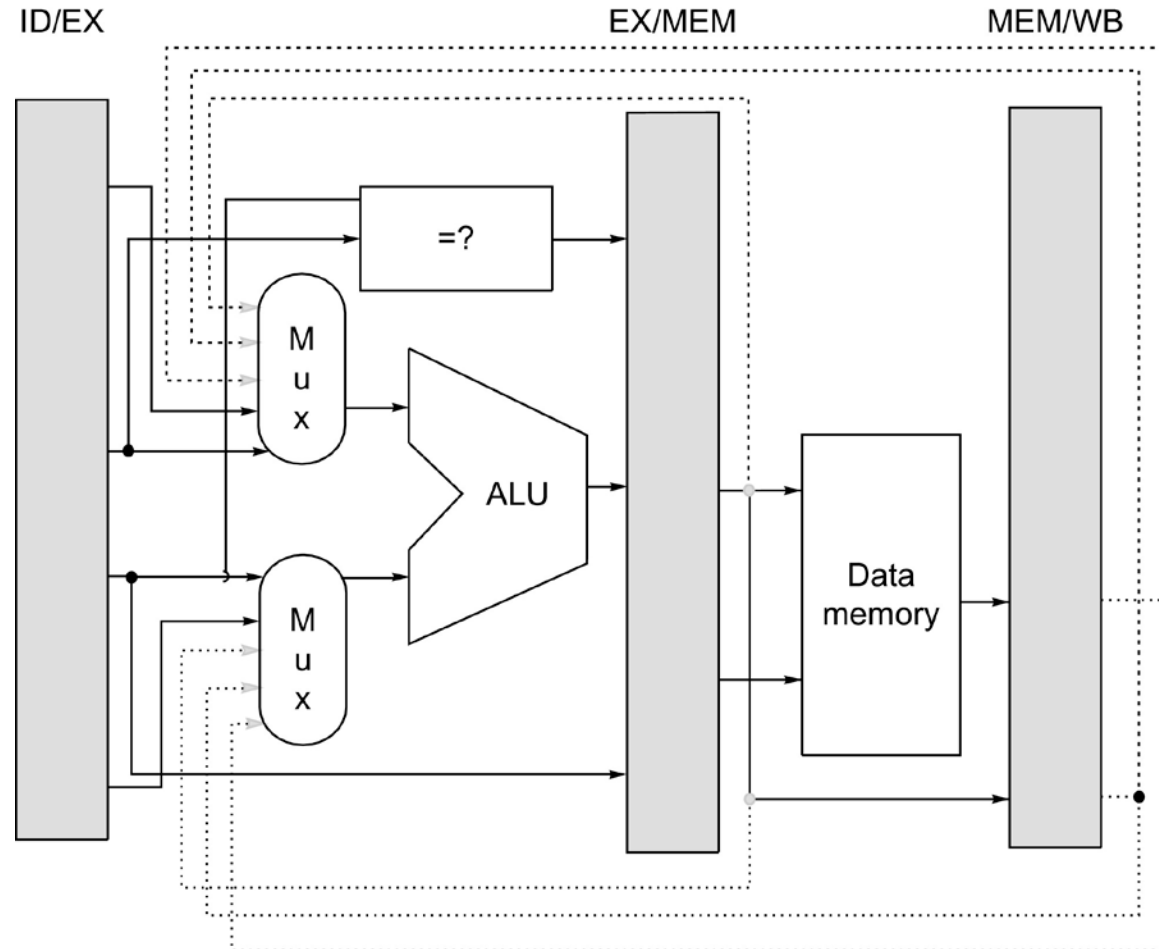 ID/EX
EX/MEM
MEM/WB
=?
M
u
x
ALU
M
u
x
Data
memory